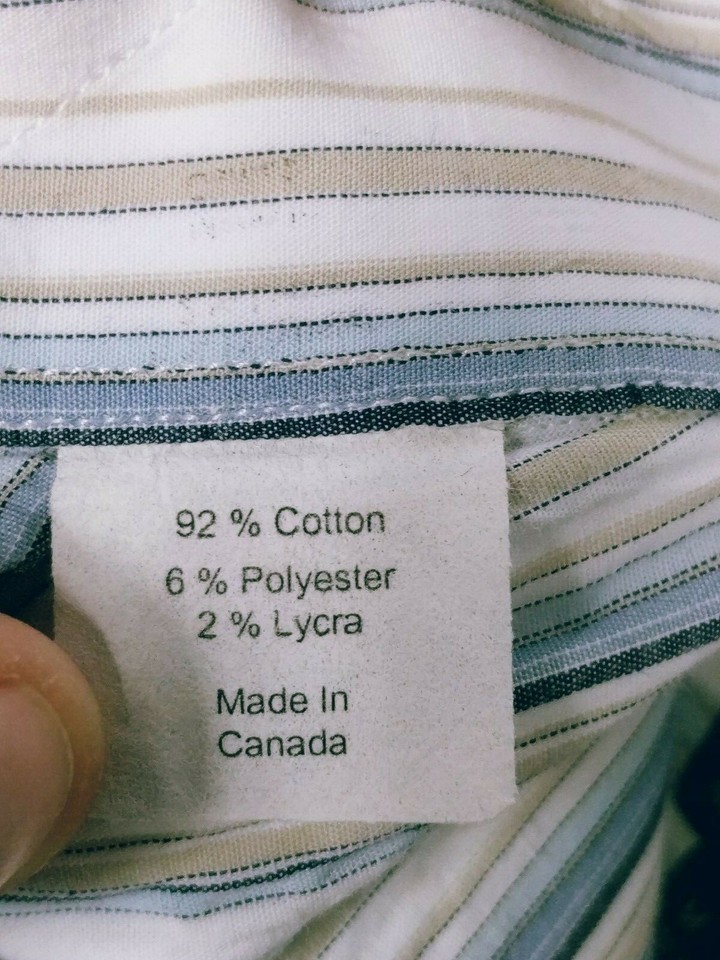 92 % Cotton
6 % Polyester
2 % Lycra
Made In
Canada